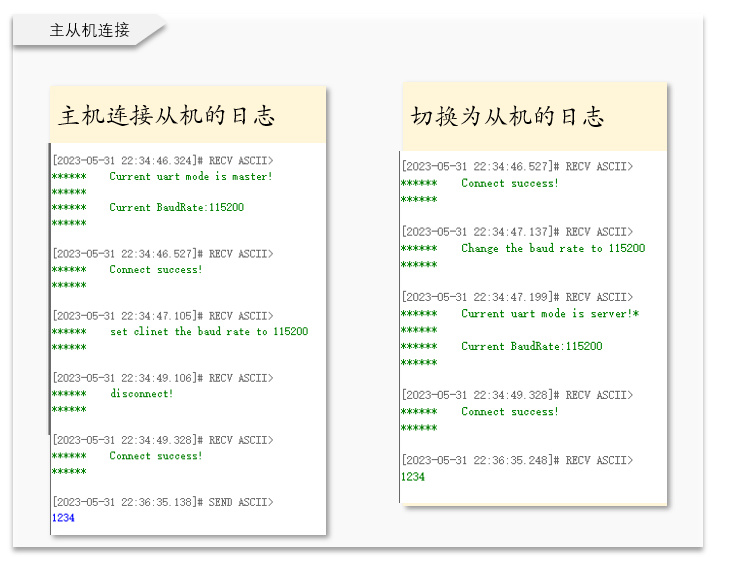 主从机连接
主机连接从机的日志
[2023-05-31 22:34:46.324]# RECV ASCII>
****** Current uart mode is master!
******
****** Current BaudRate:115200
******
[2023-05-31 22:34:46.527]# RECV ASCII>
****** Connect success!
******
[2023-05-31 22:34:47.105]# RECV ASCII>
****** set clinet the baud rate to 115200
******
[2023-05-31 22:34:49.106]# RECV ASCII>
****** disconnect!
******
[2023-05-31 22:34:49.328]# RECV ASCII>
****** Connect success!
******
[2023-05-31 22:36:35.138]# SEND ASCII>
1234
切换为从机的日志
[2023-05-31 22:34:46.527]# RECV ASCII>
****** Connect success!
******
[2023-05-31 22:34:47.137]# RECV ASCII>
****** Change the baud rate to 115200
******
[2023-05-31 22:34:47.199]# RECV ASCII>
****** Current uart mode is server!*
******
****** Current BaudRate:115200
******
[2023-05-31 22:34:49.328]# RECV ASCII>
****** Connect success!
******
[2023-05-31 22:36:35.248]# RECV ASCII>
1234